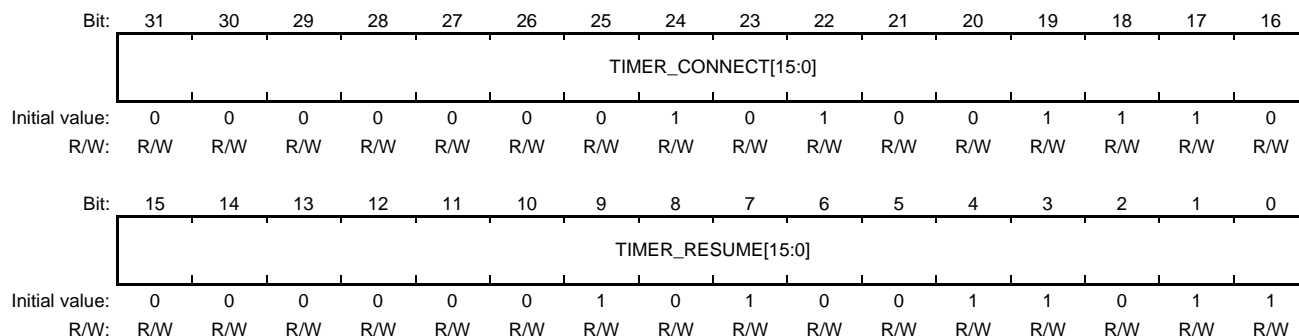 Bit: 31 30 29 28 27 26 25 24 23 22 21 20 19 18 17 16
TIMER_CONNECT[15:0]
Initial value: 0 0 0 0 0 0 0 1 0 1 0 0 1 1 1 0
R/W: R/W R/W R/W R/W R/W R/W R/W R/W R/W R/W R/W R/W R/W R/W R/W R/W
Bit: 15 14 13 12 11 10 9 8 7 6 5 4 3 2 1 0
TIMER_RESUME[15:0]
Initial value: 0 0 0 0 0 0 1 0 1 0 0 1 1 0 1 1
R/W: R/W R/W R/W R/W R/W R/W R/W R/W R/W R/W R/W R/W R/W R/W R/W R/W